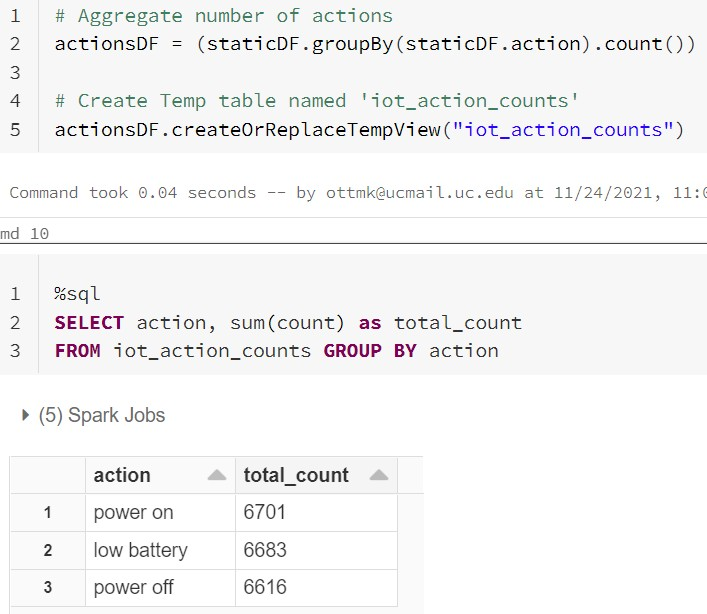 1 # Aggregate number of actions
2 actionsDF = (staticDF.groupBy(staticDF.action).count())
3
4 # Create Temp table named 'iot_action_counts'
5 actionsDF.createOrReplaceTempView("iot_action_counts")
Command took 0.04 seconds -- by ottmk@ucmail.uc.edu at 11/24/2021, 11:0
md 10
1 %sql
2 SELECT action, sum(count) as total_count
3 FROM iot_action_counts GROUP BY action
(5) Spark Jobs
action total_count
1 power on 6701
2 low battery 6683
3 power off 6616